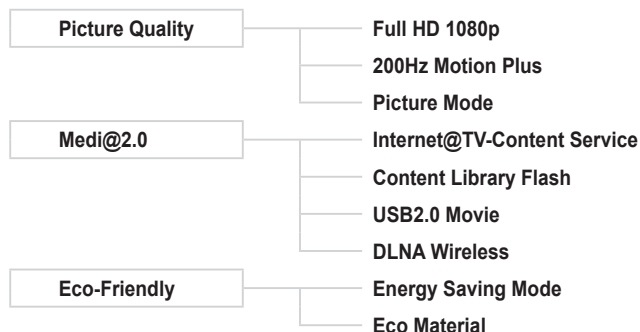 Picture Quality
Full HD 1080p
200Hz Motion Plus
Picture Mode
Medi@2.0
Internet@TV-Content Service
Content Library Flash
USB2.0 Movie
DLNA Wireless
Eco-Friendly
Energy Saving Mode
Eco Material